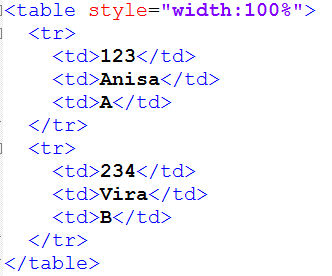 <table style="width:100%">
  <tr>
    <td>123</td>
    <td>Anisa</td>
    <td>A</td>
  </tr>
  <tr>
    <td>234</td>
    <td>Vira</td>
    <td>B</td>
  </tr>
</table>